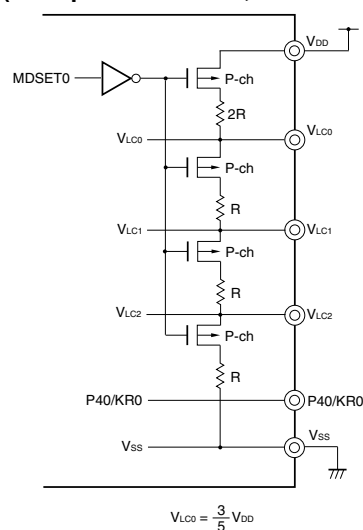 VDD
MDSET0
P-ch
2R
VLC0
VLC0
P-ch
R
VLC1
VLC1
P-ch
R
VLC2
VLC2
P-ch
R
P40/KR0
P40/KR0
VSS
VSS
VLC0 = 3/5 VDD